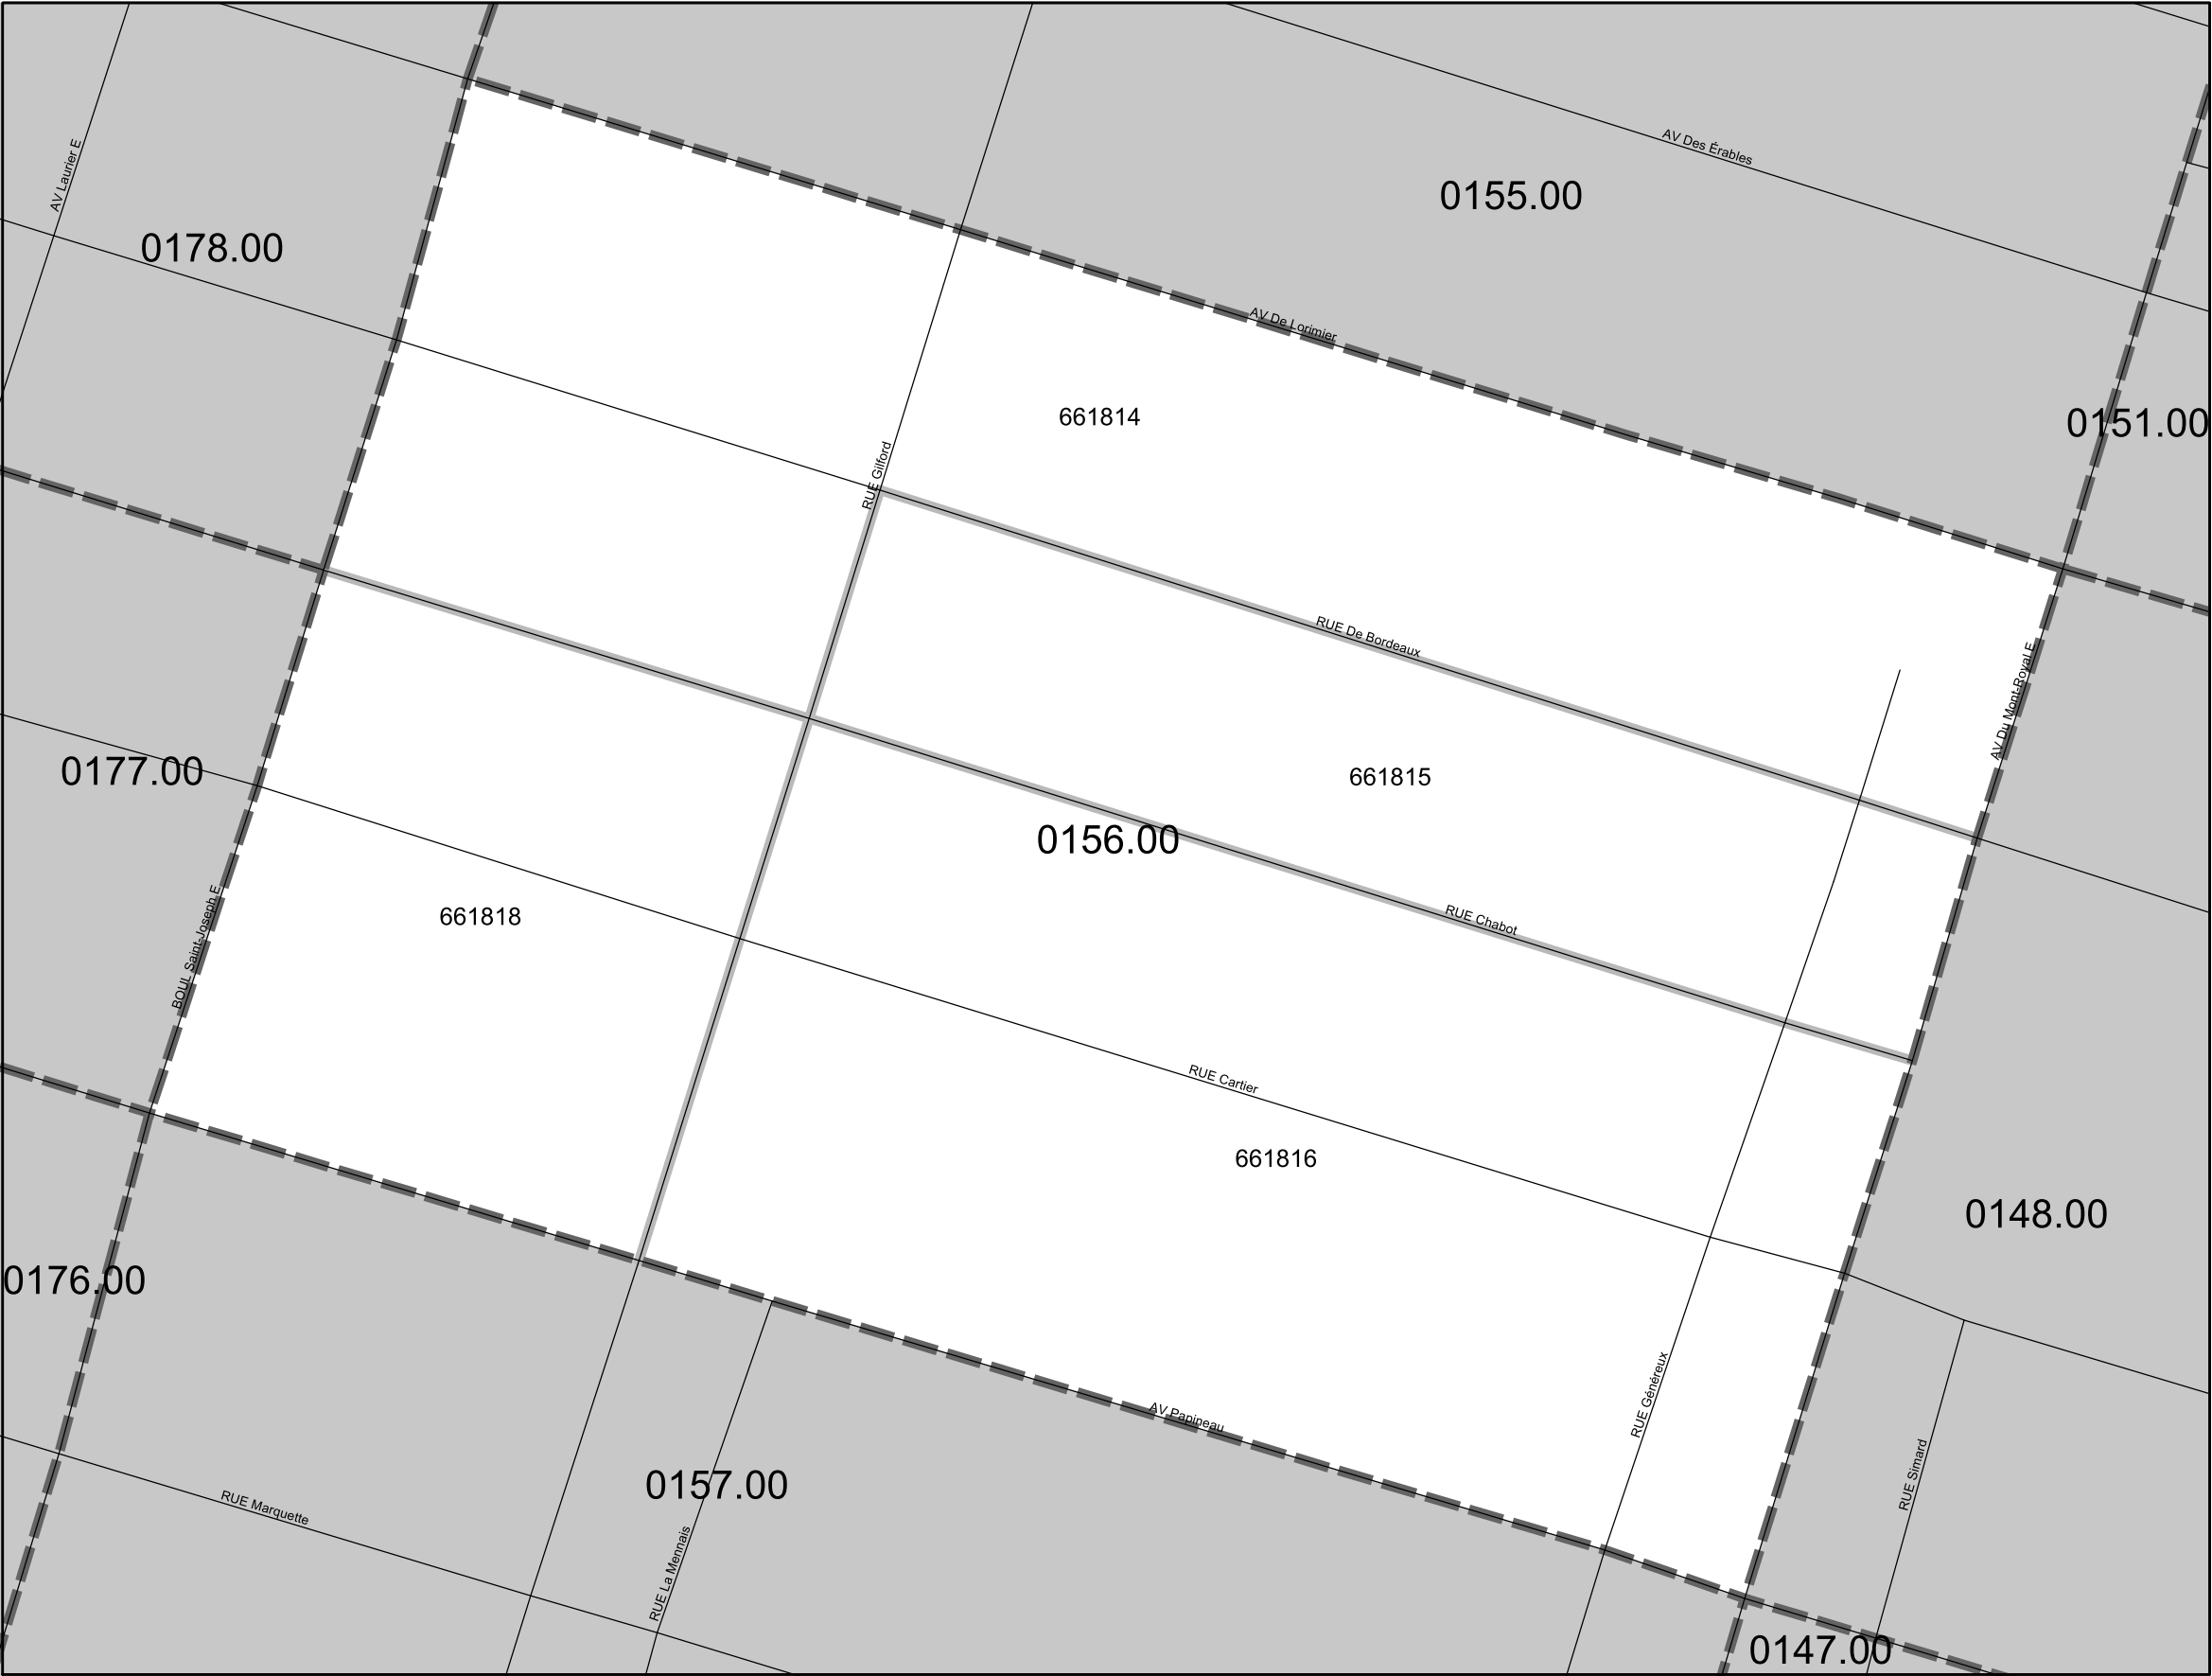 AV Des Érables
AV Laurier E
0155.00
0178.00
AV De Lorimier
661814
0151.00
RUE Gilford
RUE De Bordeaux
AV Du Mont-Royal E
0177.00
661815
0156.00
661818
RUE Chabot
BOUL Saint-Joseph E
RUE Cartier
661816
0148.00
0176.00
RUE Généreux
AV Papineau
RUE Simard
0157.00
RUE Marquette
RUE La Mennais
0147.00